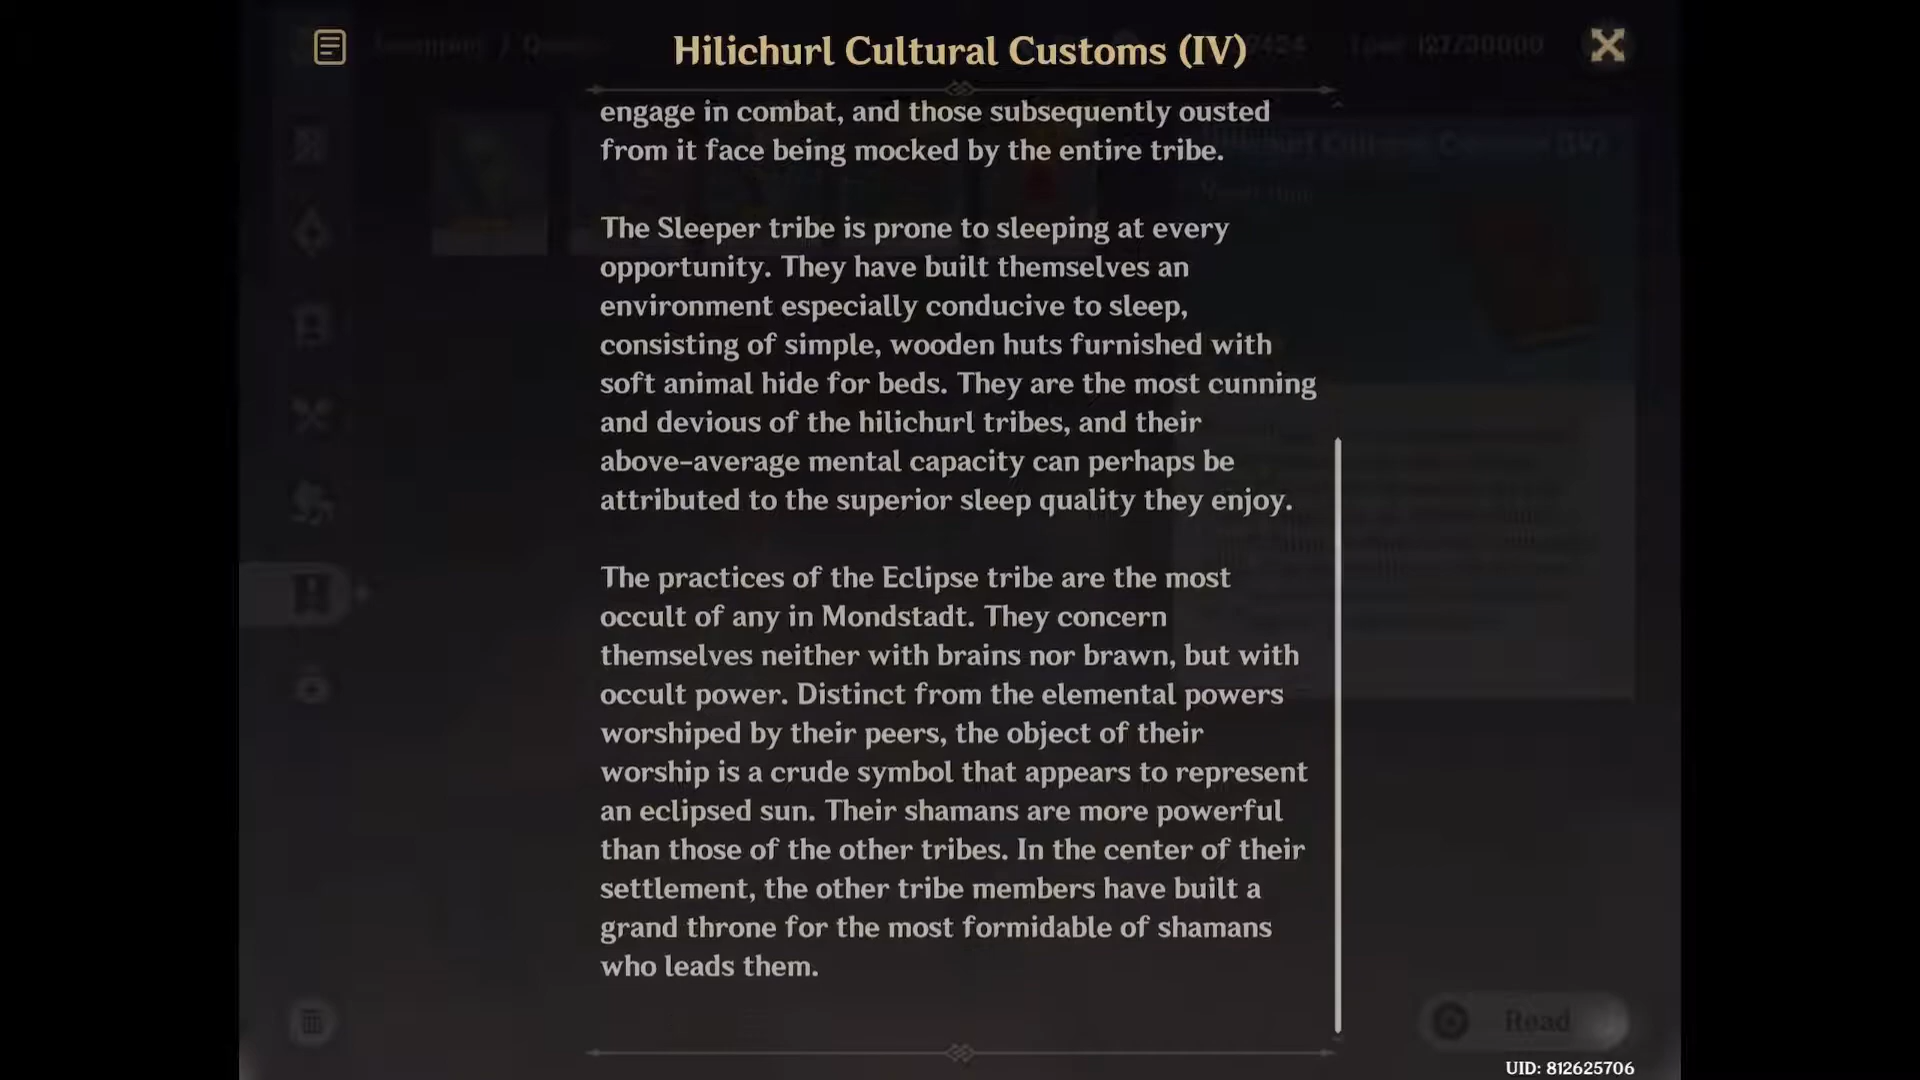 Hilichurl Cultural Customs (IV)
engage in combat, and those subsequently ousted
from it face being mocked by the entire tribe.
The Sleeper tribe is prone to sleeping at every
opportunity. They have built themselves an
environment especially conducive to sleep,
consisting of simple, wooden huts furnished with
soft animal hide for beds. They are the most cunning
and devious of the hilichurl tribes, and their
above-average mental capacity can perhaps be
attributed to the superior sleep quality they enjoy.
The practices of the Eclipse tribe are the most
occult of any in Mondstadt. They concern
themselves neither with brains nor brawn, but with
occult power. Distinct from the elemental powers
worshiped by their peers, the object of their
worship is a crude symbol that appears to represent
an eclipsed sun. Their shamans are more powerful
than those of the other tribes. In the center of their
settlement, the other tribe members have built a
grand throne for the most formidable of shamans
who leads them.
Read
UID: 812625706